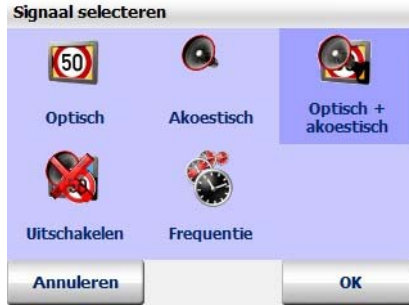 Signaal selecteren
50
Optisch
Akoestisch
Optisch +
akoestisch
Uitschakelen
Frequentie
Annuleren
OK